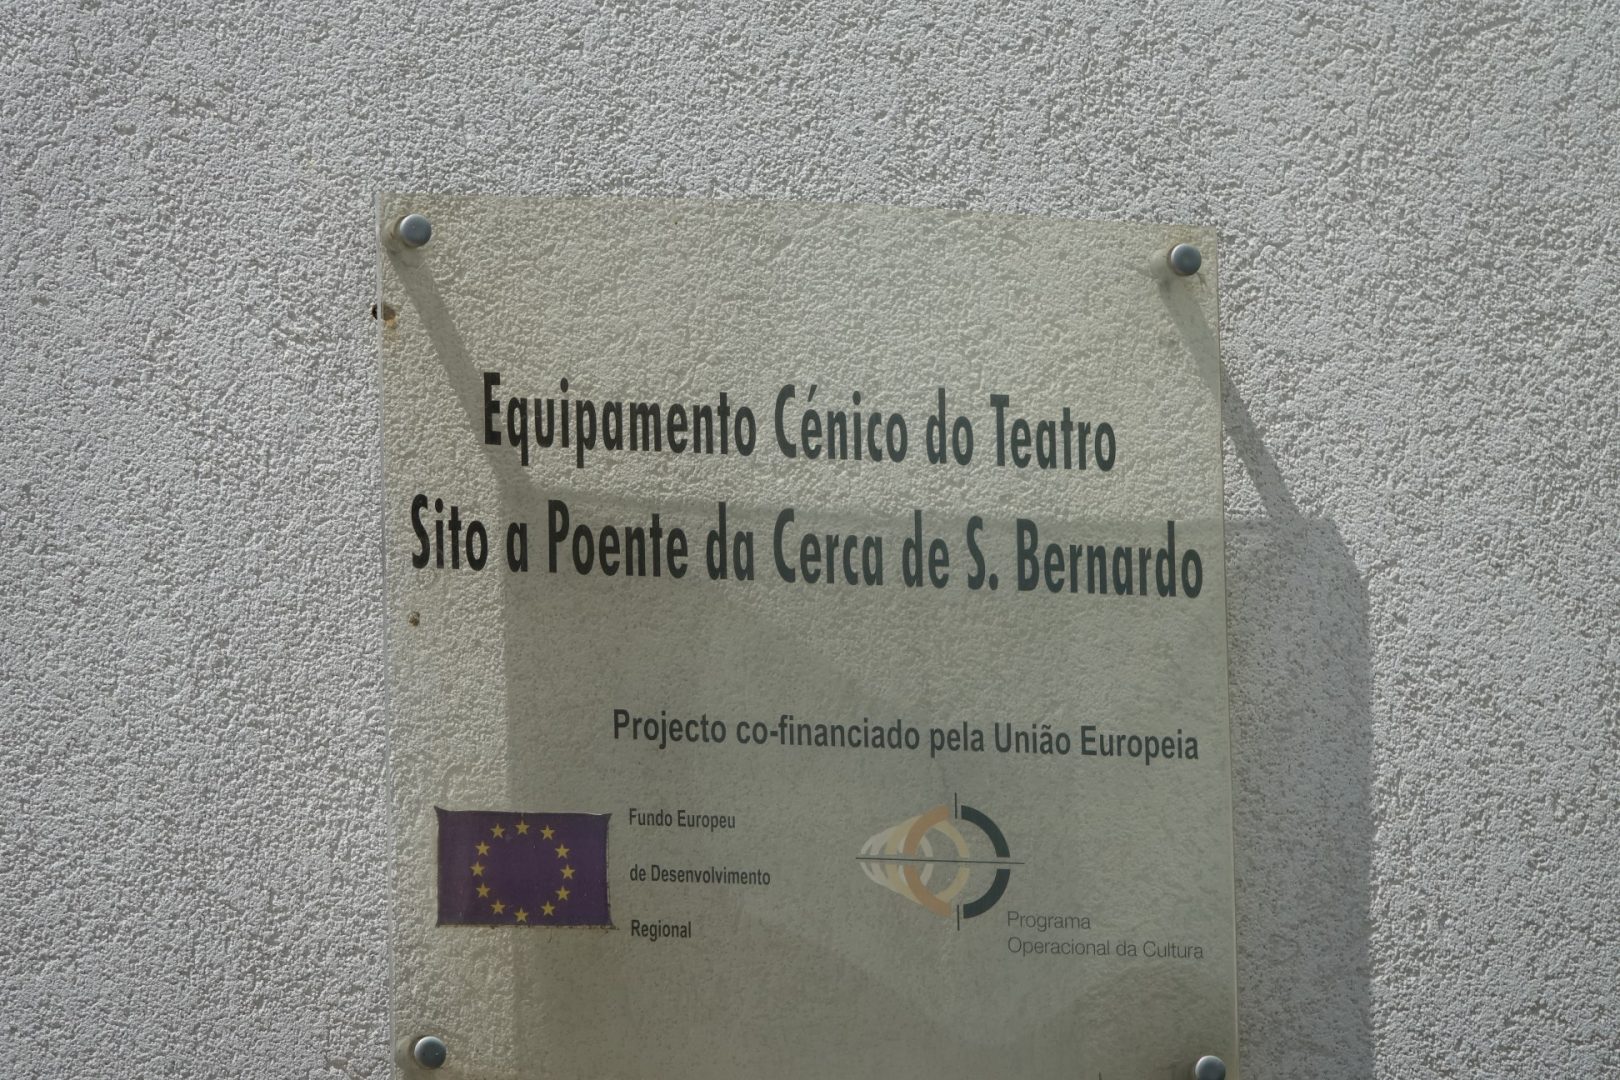 Equipamento Cénico do Teatro
Sito a Poente da Cerca de S. Bernardo
Projecto co-financiado pela União Europeia
Fundo Europeu
de Desenvolvimento
Regional
Programa
Operacional da Cultura